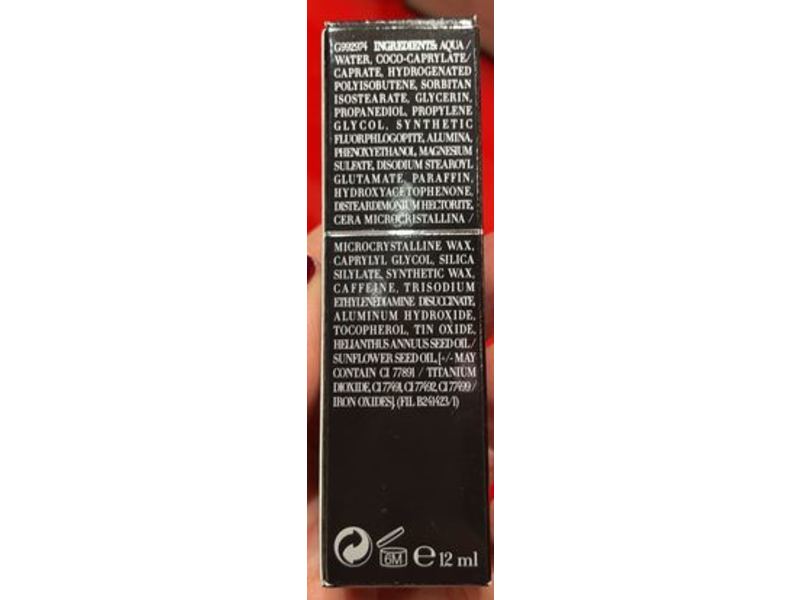 G992974 INGREDIENTS: AQUA /
WATER, COCO-CAPRYLATE/
CAPRATE, HYDROGENATED
POLYISOBUTENE, SORBITAN
ISOSTEARATE, GLYCERIN,
PROPANEDIOL, PROPYLENE
GLYCOL, SYNTHETIC
FLUORPHLOGOPITE, ALUMINA,
PHENOXYETHANOL, MAGNESIUM
SULFATE, DISODIUM STEAROYL
GLUTAMATE, PARAFFIN,
HYDROXYACETOPHENONE,
DISTEARDIMONIUM HECTORITE,
CERA MICROCRISTALLINA /
MICROCRYSTALLINE WAX,
CAPRYLYL GLYCOL, SILICA
SILYLATE, SYNTHETIC WAX,
CAFFEINE, TRISODIUM
ETHYLENEDIAMINE DISUCCINATE,
ALUMINUM HYDROXIDE,
TOCOPHEROL, TIN OXIDE,
HELIANTHUS ANNUUS SEED OIL /
SUNFLOWER SEED OIL, [+/- MAY
CONTAIN CI 77891 / TITANIUM
DIOXIDE, CI 77491, CI 77492, CI 77499 /
IRON OXIDES]. (FIL B241423/1)
6M e 12 ml